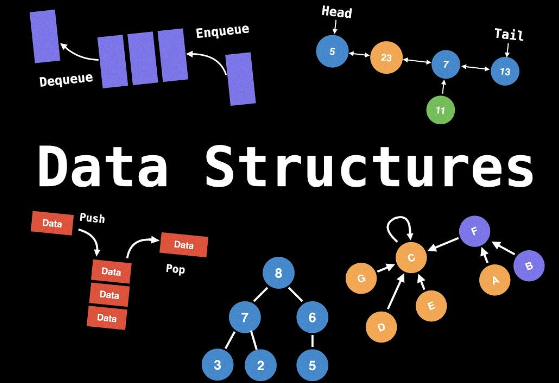 Enqueue
Dequeue
Head
Tail
5
23
7
13
11
Data Structures
Data
Push
Data
Pop
Data
Data
Data
8
7
6
3
2
5
F
C
B
G
A
E
D